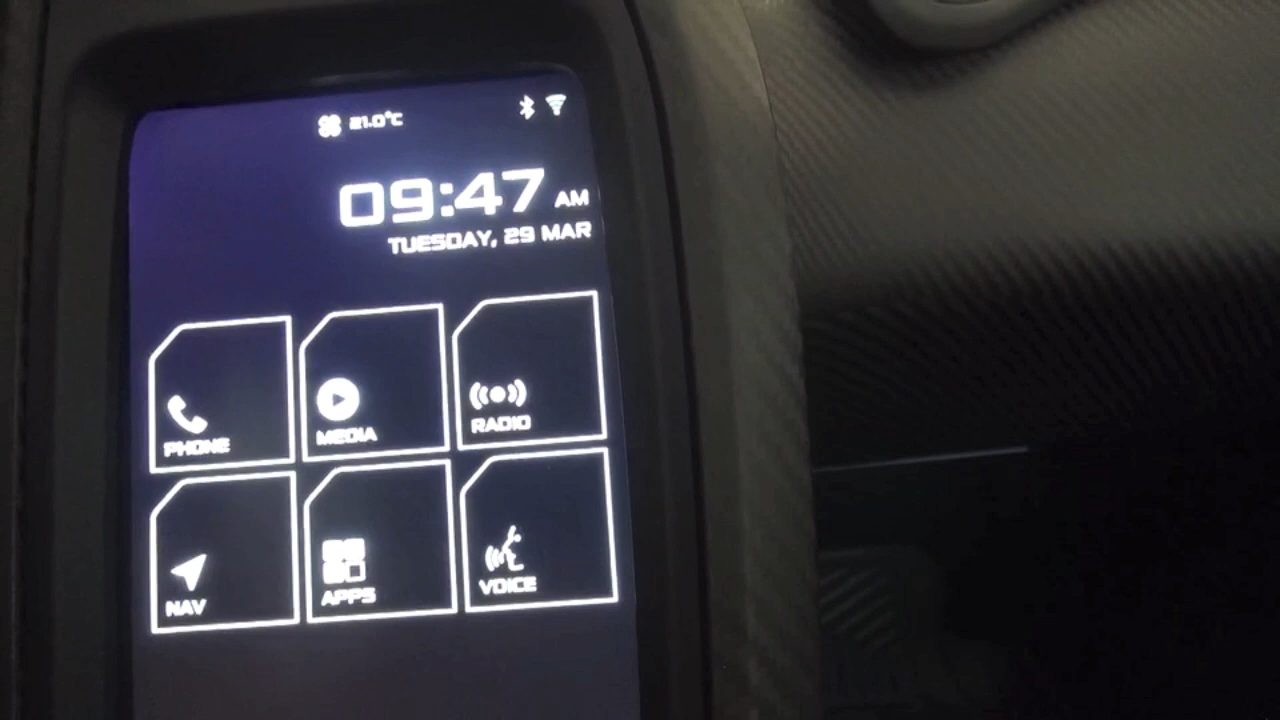 21.0°C
09:47 AM
TUESDAY, 29 MAR
PHONE
MEDIA
RADIO
NAV
APPS
VOICE